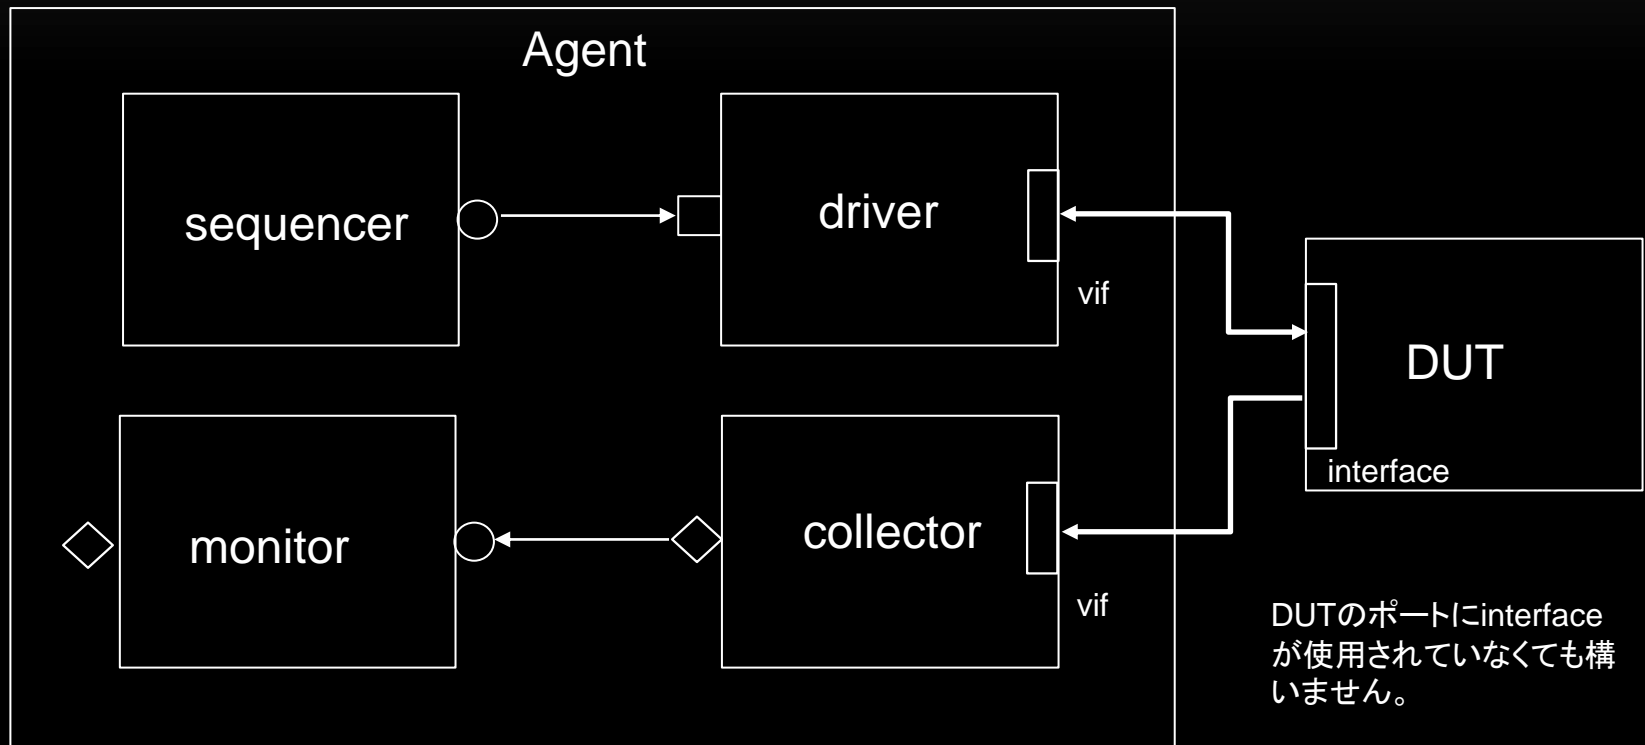 Agent
sequencer
driver
vif
DUT
interface
monitor
collector
vif
DUTのポートにinterface
が使用されていなくても構
いません。